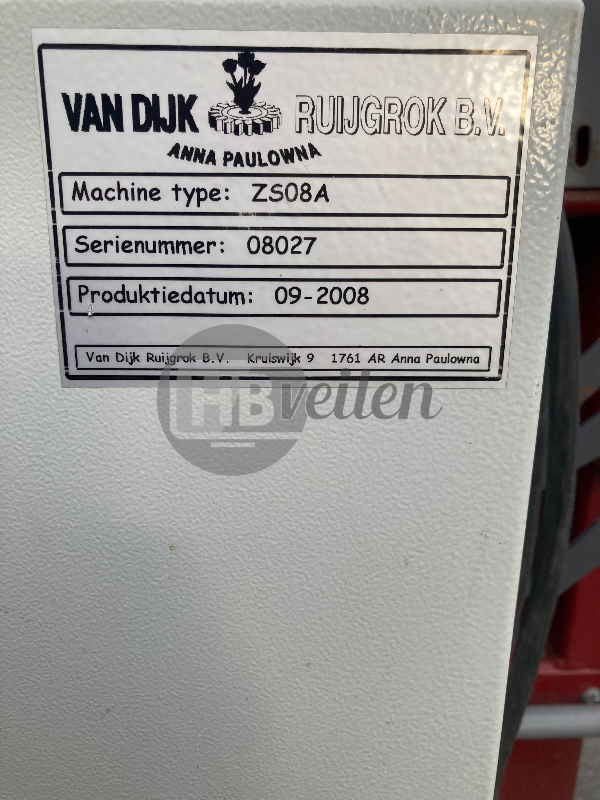 VAN DIJK RUIJGROK B.V.
ANNA PAULOWNA
Machine type: ZS08A
Serienummer: 08027
Produktiedatum: 09-2008
Van Dijk Ruijgrok B.V. Kruiswijk 9 1761 AR Anna Paulowna
HBveilen